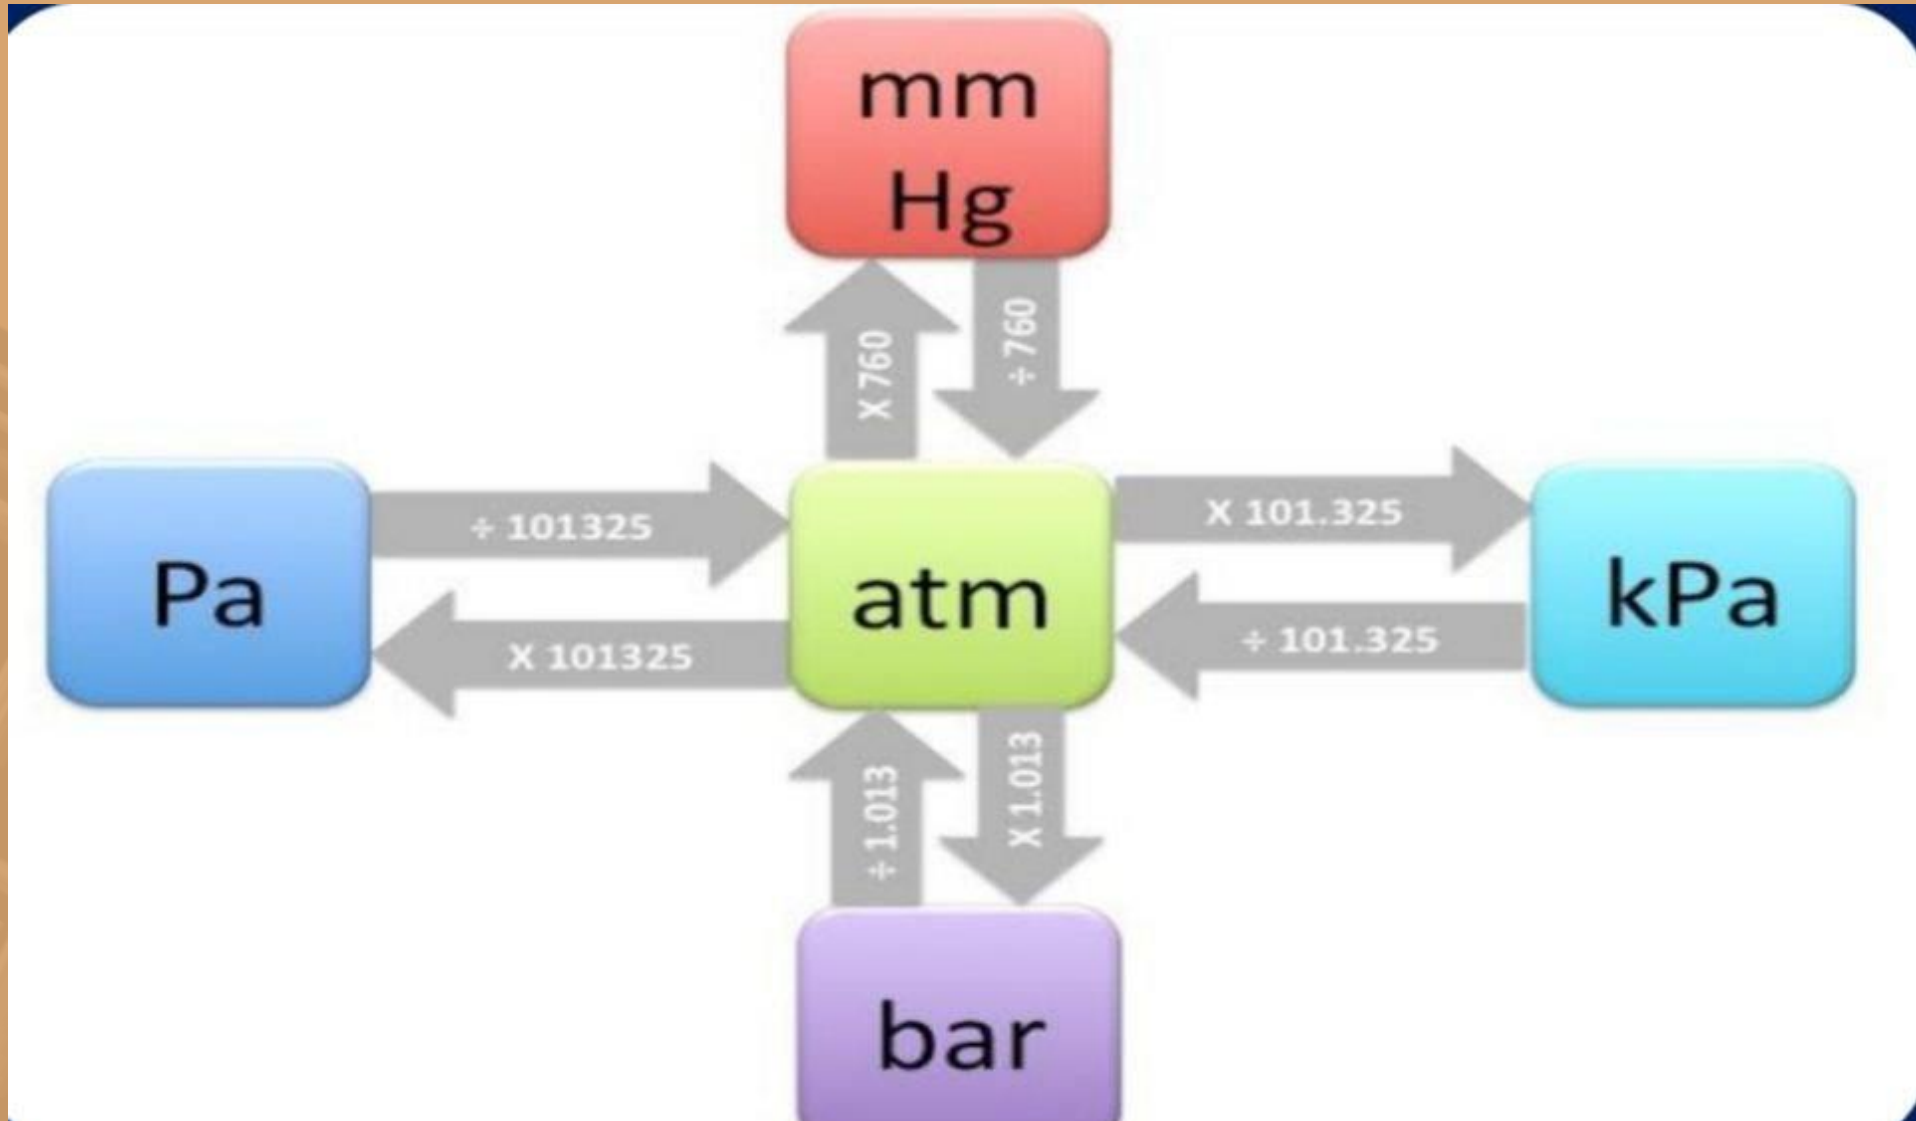 mm
Hg
X 760
÷ 760
Pa
÷ 101325
X 101325
atm
X 101.325
÷ 101.325
kPa
÷ 1.013
X 1.013
bar